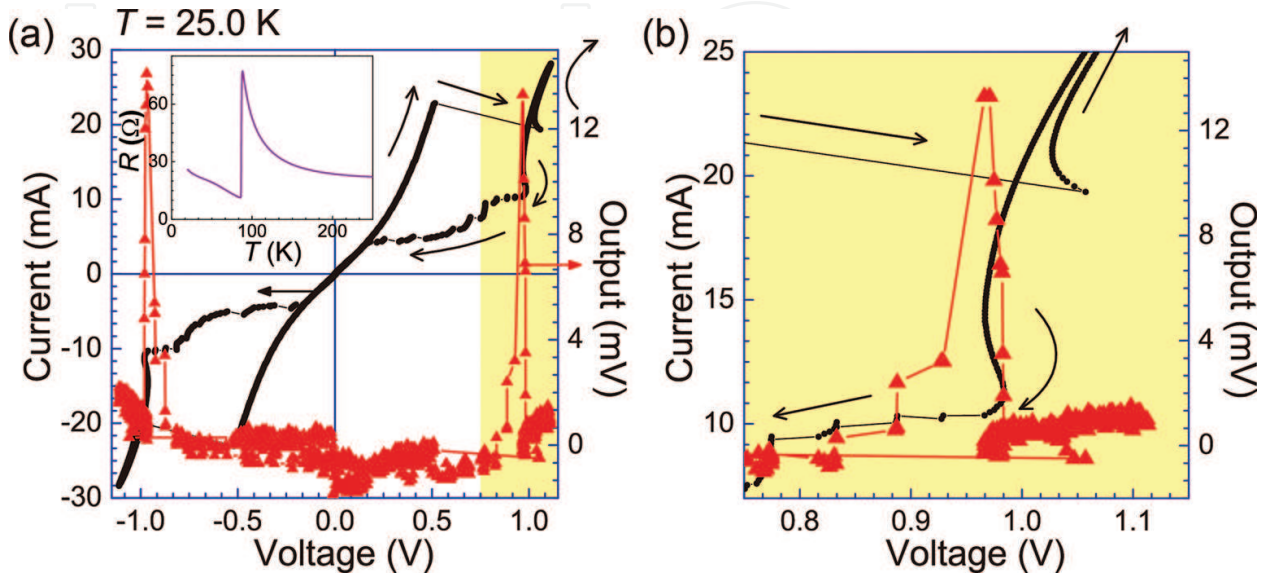 (a) T = 25.0 K
30
20
10
0
-10
-20
-30
Current (mA)
-1.0 -0.5 0.0 0.5 1.0
Voltage (V)
12
8
4
0
Output (mV)
R (Ω)
60
30
0
0 100 200
T (K)
(b)
25
20
15
10
Current (mA)
0.8 0.9 1.0 1.1
Voltage (V)
12
8
4
0
Output (mV)